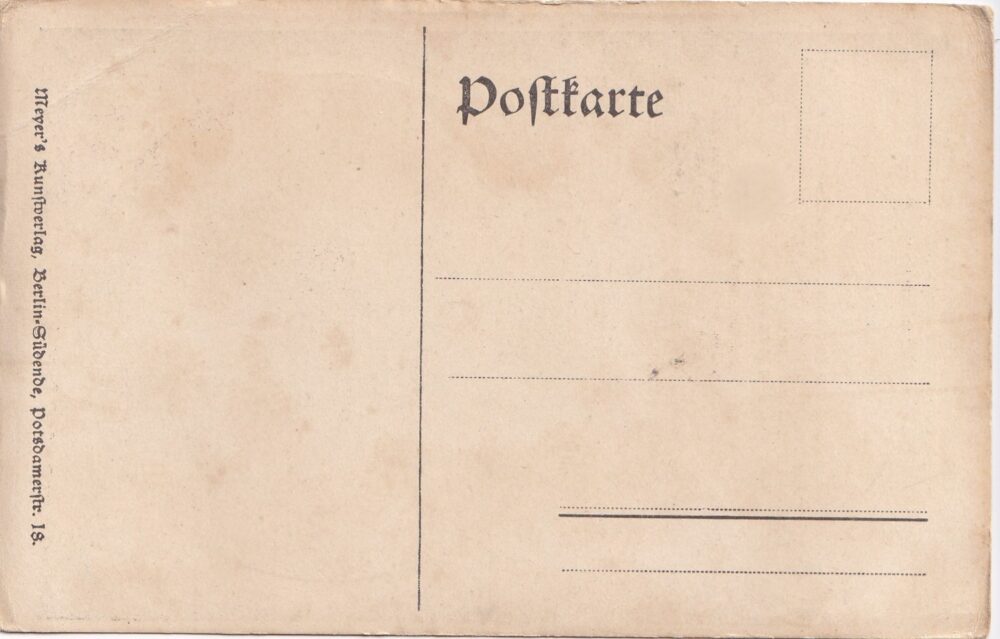 Poſtkarte
Meyer's Kunſtverlag, Berlin-Südende, Potsdamerſtr. 18.